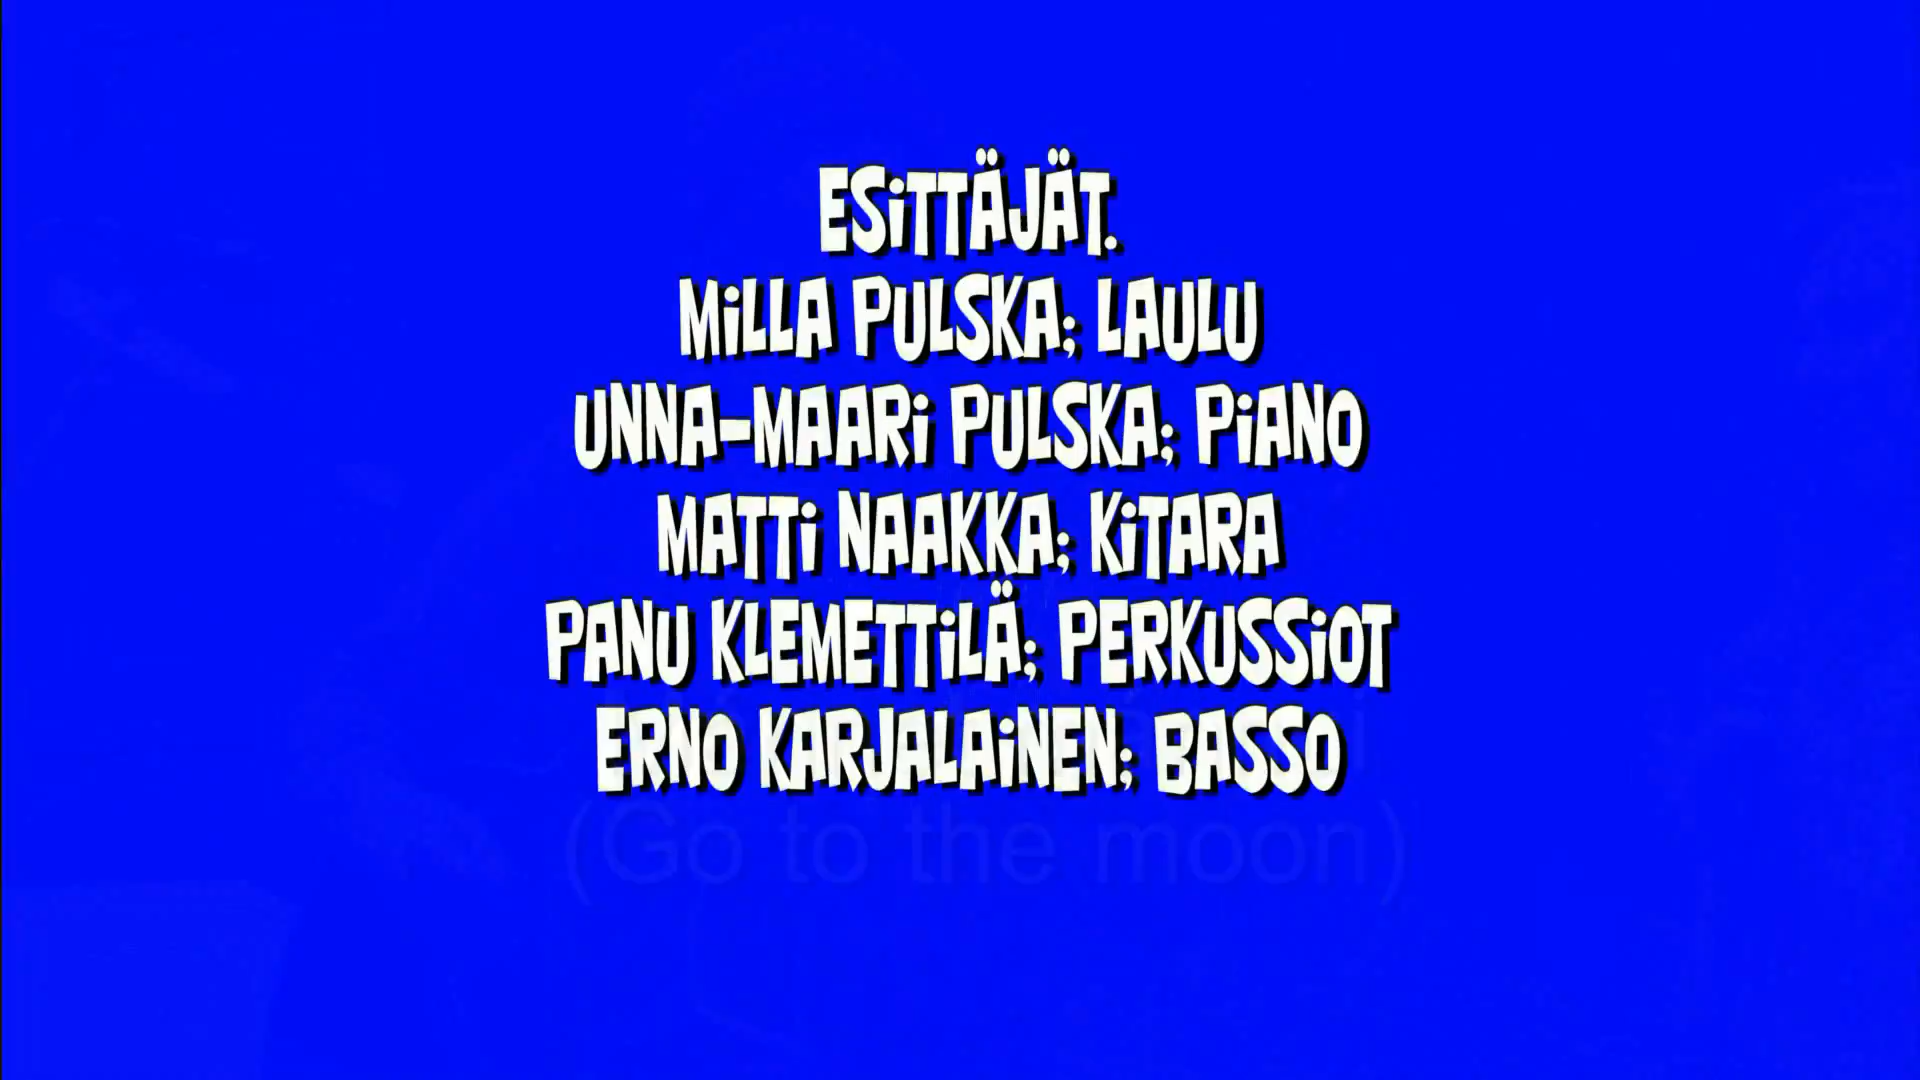 ESiTTÄJÄT.
MiLLA PULSKA; LAULU
UNNA-MAARi PULSKA; PiANO
MATTi NAAKKA; KiTARA
PANU KLEMETTiLÄ; PERKUSSiOT
ERNO KARJALAiNEN; BASSO
(Go to the moon)